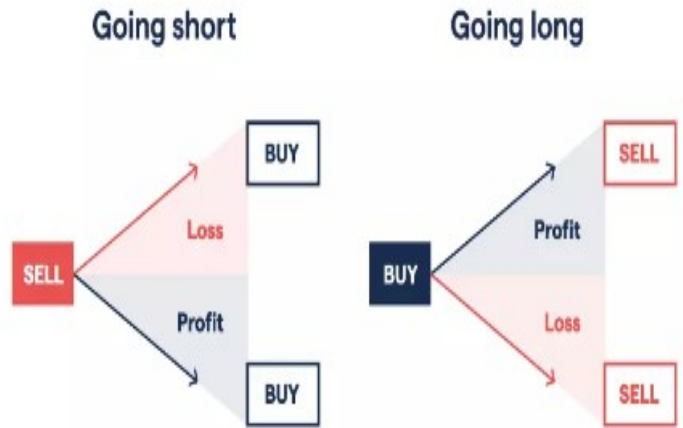 Going short
BUY
Loss
SELL
Profit
BUY
Going long
SELL
Profit
BUY
Loss
SELL